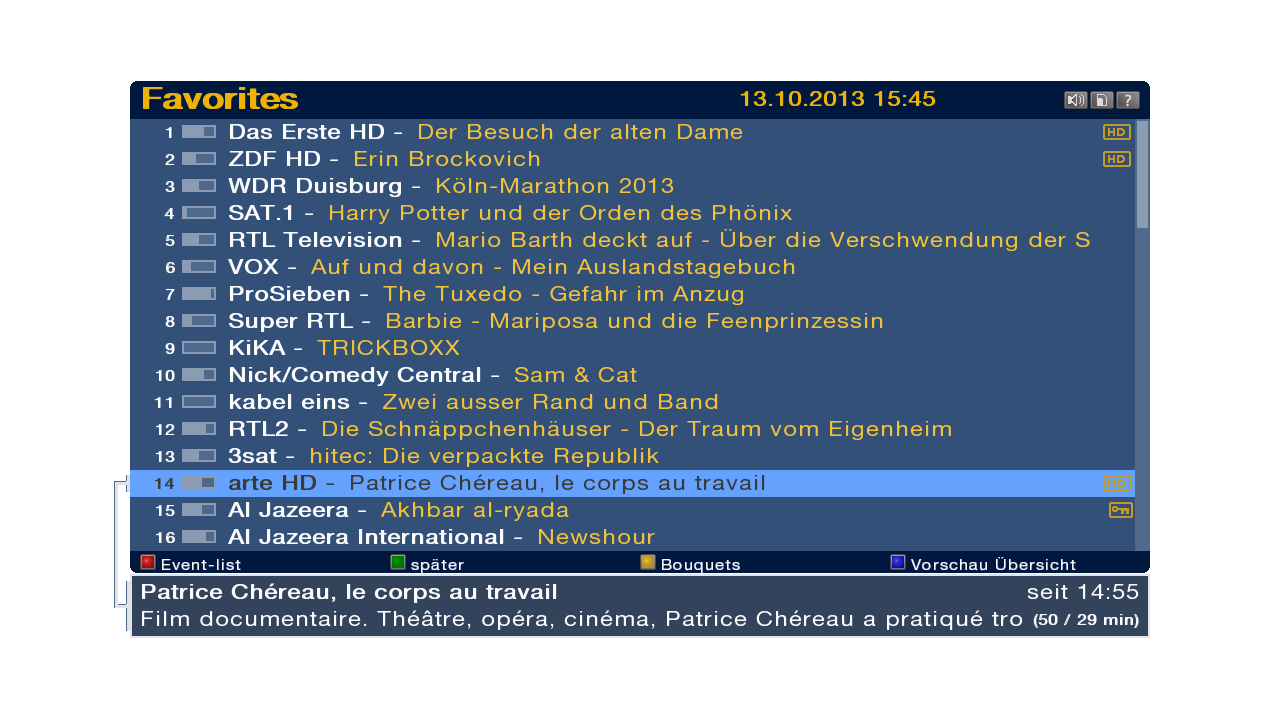 Favorites 13.10.2013 15:45 ?
1 Das Erste HD - Der Besuch der alten Dame HD
2 ZDF HD - Erin Brockovich HD
3 WDR Duisburg - Köln-Marathon 2013
4 SAT.1 - Harry Potter und der Orden des Phönix
5 RTL Television - Mario Barth deckt auf - Über die Verschwendung der S
6 VOX - Auf und davon - Mein Auslandstagebuch
7 ProSieben - The Tuxedo - Gefahr im Anzug
8 Super RTL - Barbie - Mariposa und die Feenprinzessin
9 KiKA - TRICKBOXX
10 Nick/Comedy Central - Sam & Cat
11 kabel eins - Zwei ausser Rand und Band
12 RTL2 - Die Schnäppchenhäuser - Der Traum vom Eigenheim
13 3sat - hitec: Die verpackte Republik
14 arte HD - Patrice Chéreau, le corps au travail HD
15 Al Jazeera - Akhbar al-ryada
16 Al Jazeera International - Newshour
Event-list später Bouquets Vorschau Übersicht
Patrice Chéreau, le corps au travail seit 14:55
Film documentaire. Théâtre, opéra, cinéma, Patrice Chéreau a pratiqué tro (50 / 29 min)